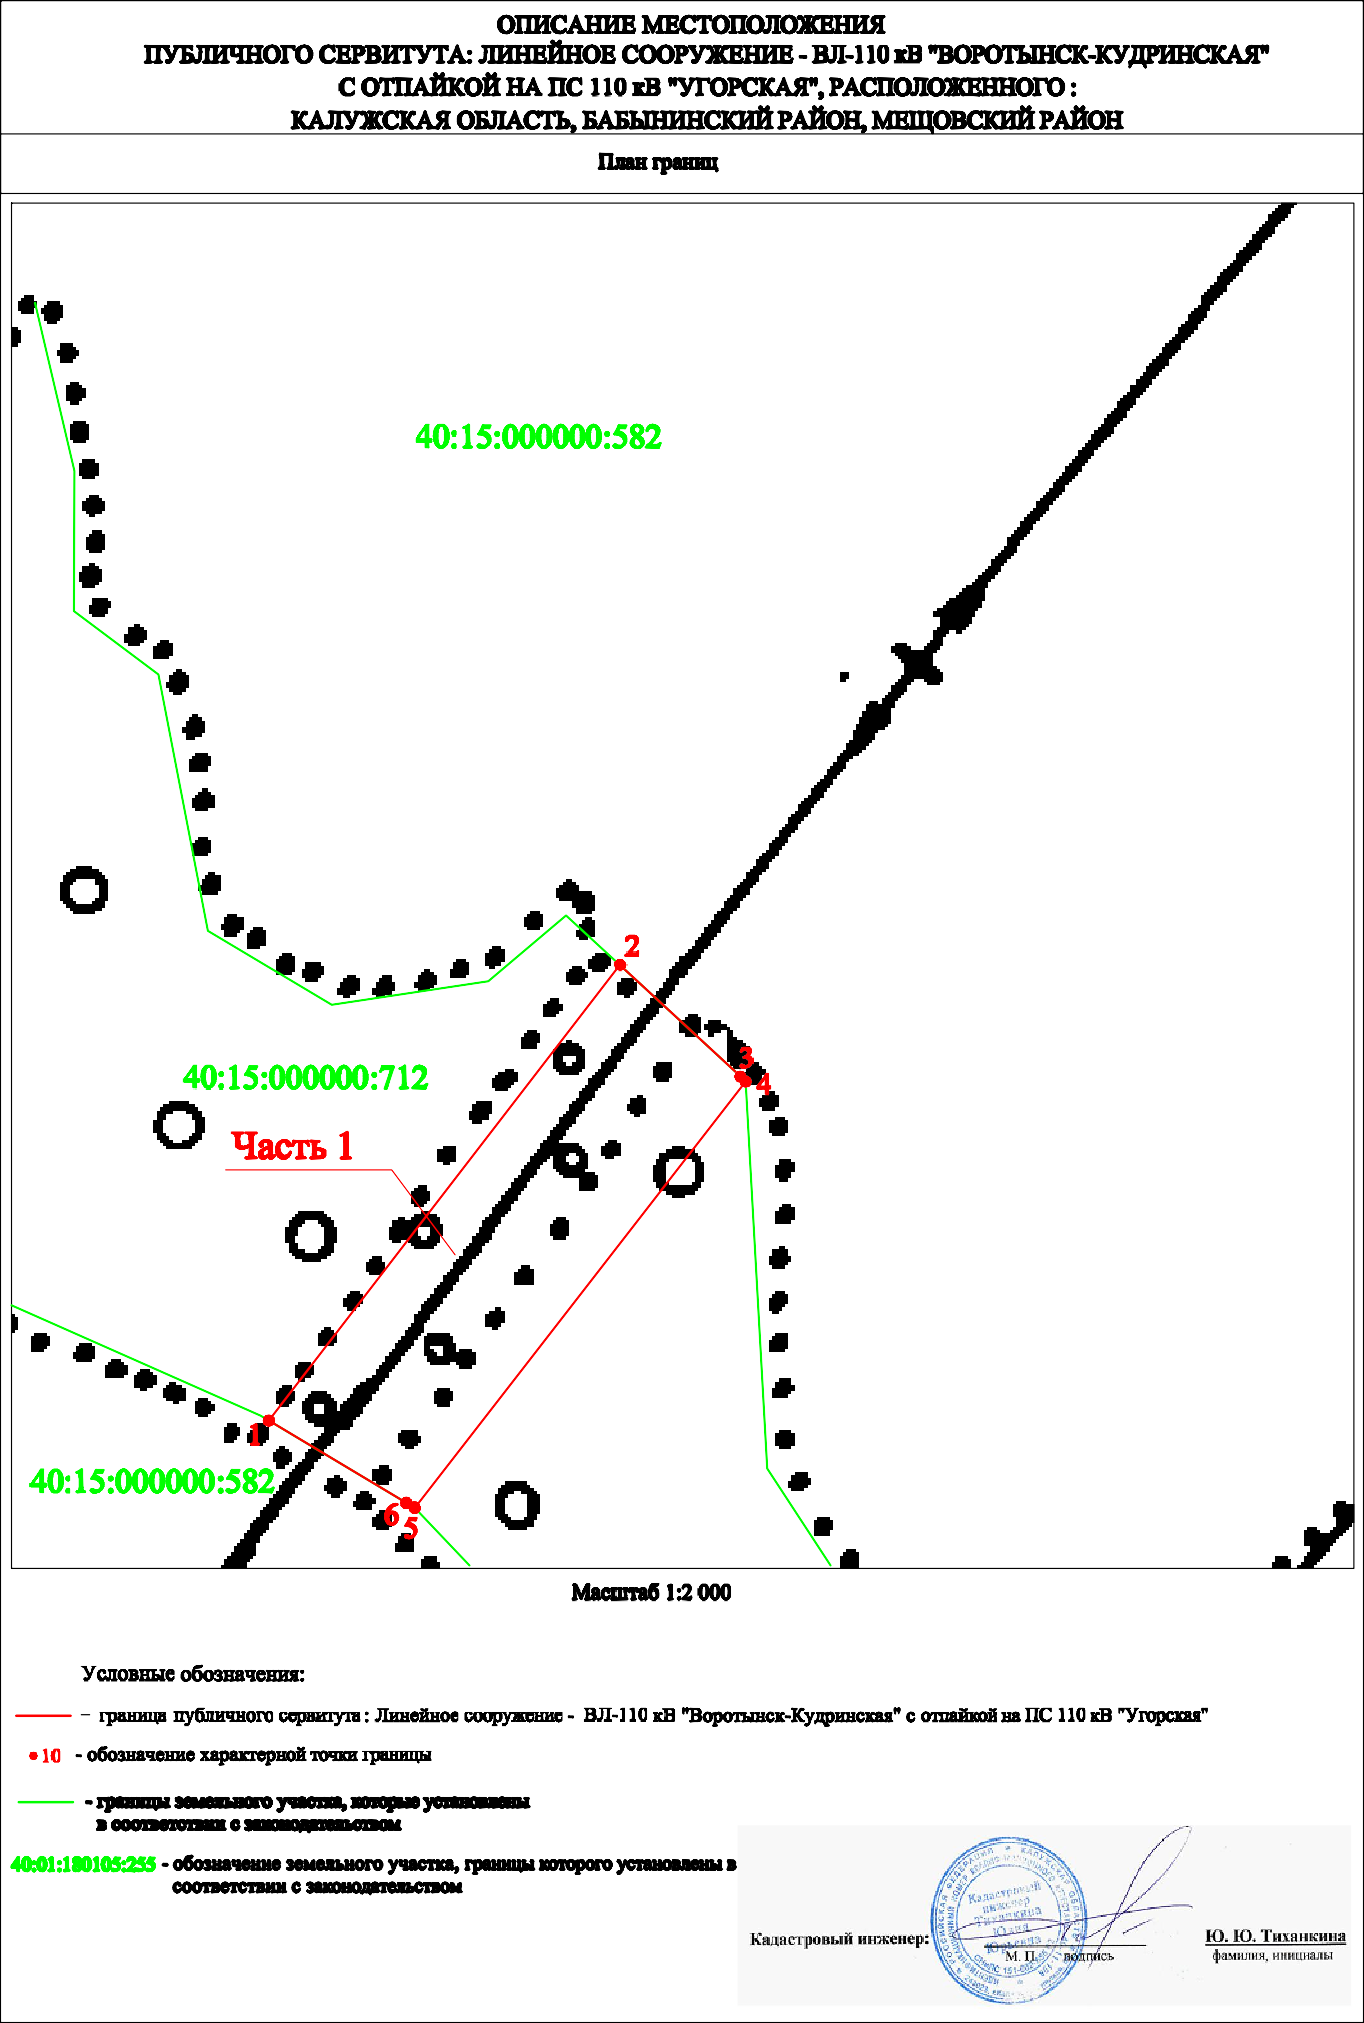 ОПИСАНИЕ МЕСТОПОЛОЖЕНИЯ
ПУБЛИЧНОГО СЕРВИТУТА: ЛИНЕЙНОЕ СООРУЖЕНИЕ - ВЛ-110 кВ "ВОРОТЫНСК-КУДРИНСКАЯ"
С ОТПАЙКОЙ НА ПС 110 кВ "УГОРСКАЯ", РАСПОЛОЖЕННОГО :
КАЛУЖСКАЯ ОБЛАСТЬ, БАБЫНИНСКИЙ РАЙОН, МЕЩОВСКИЙ РАЙОН
План границ
40:15:000000:582
2
3
4
40:15:000000:712
Часть 1
1
40:15:000000:582
6
5
Масштаб 1:2 000
Условные обозначения:
– граница публичного сервитута : Линейное сооружение - ВЛ-110 кВ "Воротынск-Кудринская" с отпайкой на ПС 110 кВ "Угорская"
10 - обозначение характерной точки границы
- границы земельного участка, которые установлены
в соответствии с законодательством
40:01:180105:255 - обозначение земельного участка, границы которого установлены в
соответствии с законодательством
Кадастровый
инженер
Тиханкина
Юлия
Юрьевна
Кадастровый инженер:
М. П.
подпись
Ю. Ю. Тиханкина
фамилия, инициалы